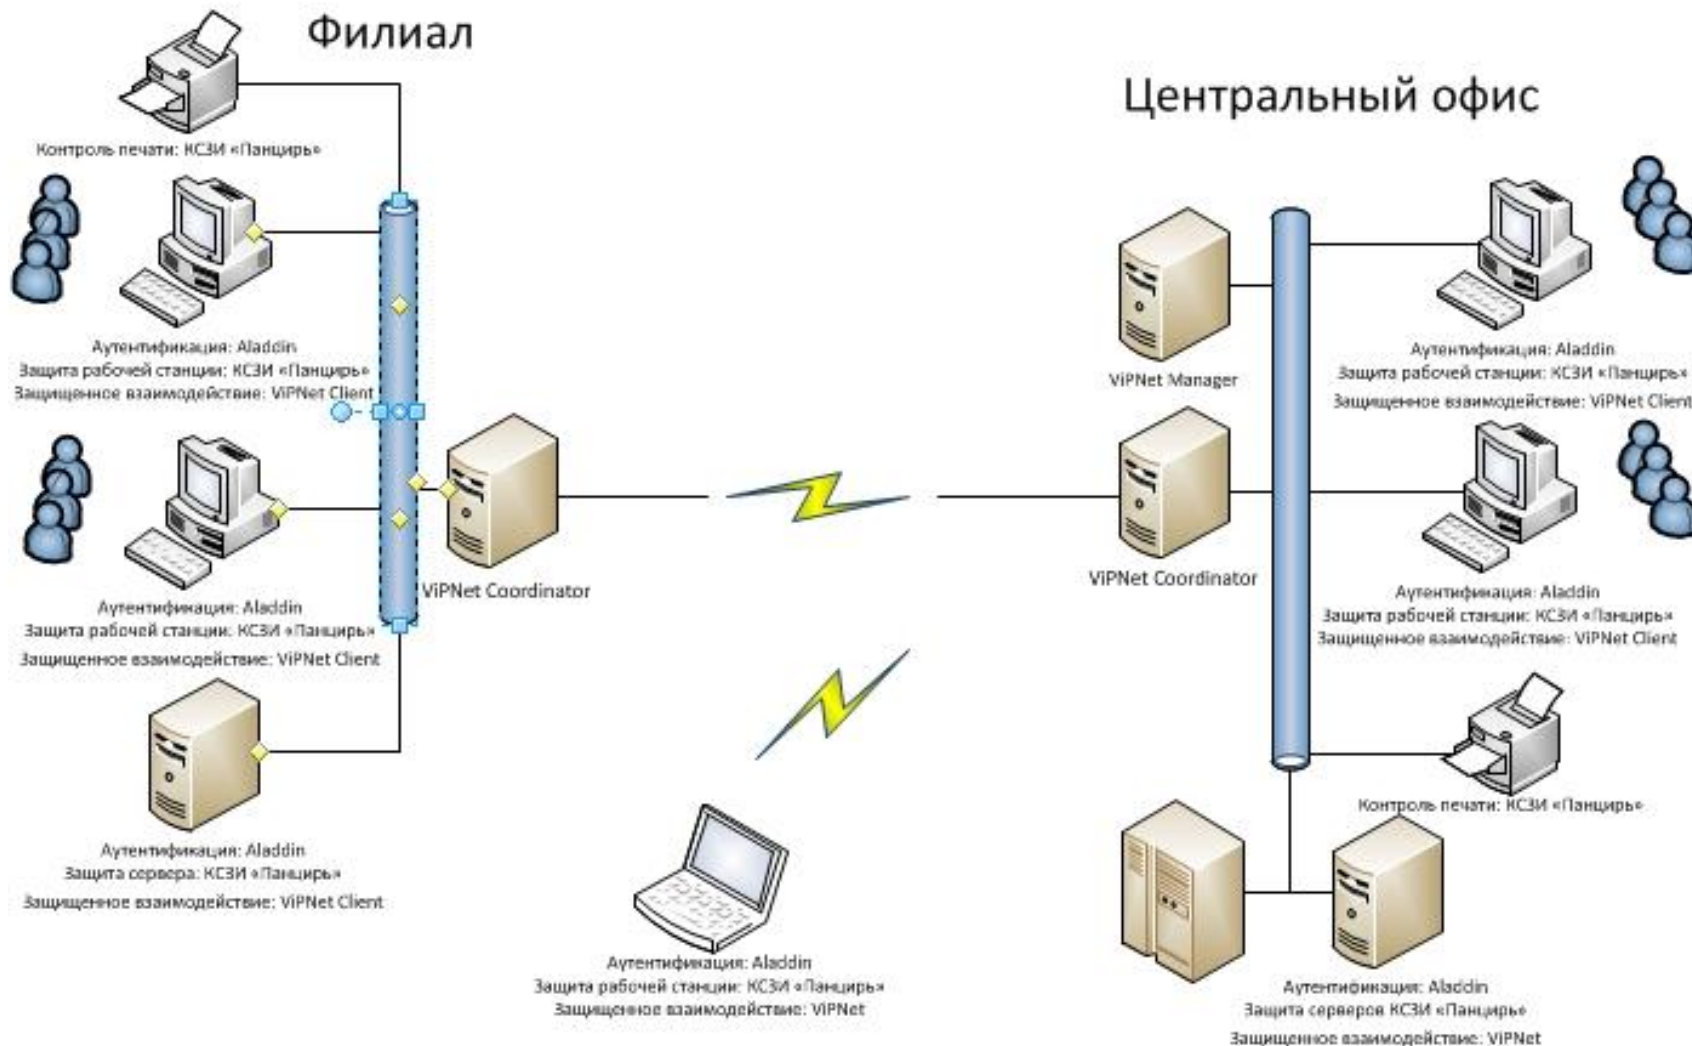 Филиал
Контроль печати: КСЗИ «Панцирь»
Аутентификация: Aladdin
Защита рабочей станции: КСЗИ «Панцирь»
Защищенное взаимодействие: ViPNet Client
ViPNet Coordinator
Аутентификация: Aladdin
Защита рабочей станции: КСЗИ «Панцирь»
Защищенное взаимодействие: ViPNet Client
Аутентификация: Aladdin
Защита сервера: КСЗИ «Панцирь»
Защищенное взаимодействие: ViPNet Client
Аутентификация: Aladdin
Защита рабочей станции: КСЗИ «Панцирь»
Защищенное взаимодействие: ViPNet
Центральный офис
ViPNet Manager
Аутентификация: Aladdin
Защита рабочей станции: КСЗИ «Панцирь»
Защищенное взаимодействие: ViPNet Client
ViPNet Coordinator
Аутентификация: Aladdin
Защита рабочей станции: КСЗИ «Панцирь»
Защищенное взаимодействие: ViPNet Client
Контроль печати: КСЗИ «Панцирь»
Аутентификация: Aladdin
Защита серверов КСЗИ «Панцирь»
Защищенное взаимодействие: ViPNet